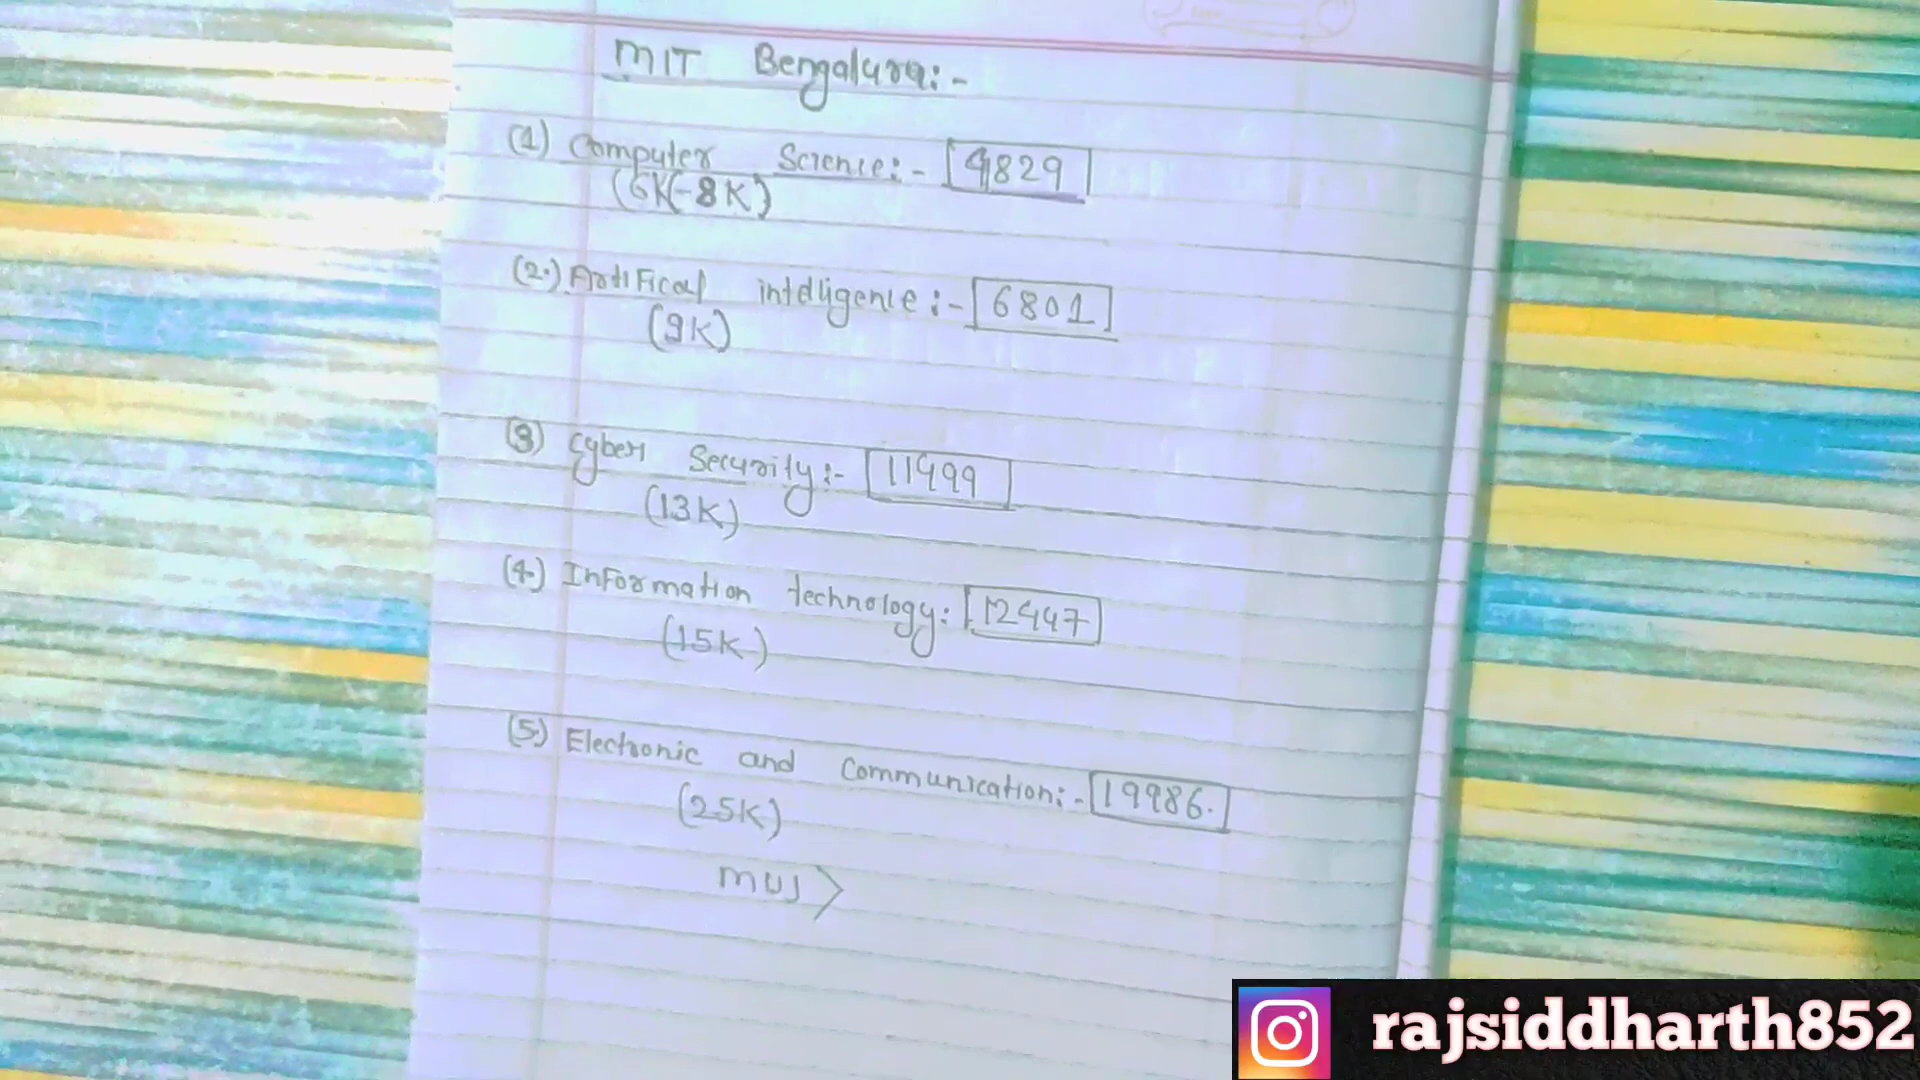 MIT Bengaluru:-
(1) Computer Science:- 4829
(6K-8K)
(2.) Artifical intelligence:- 6801
(9K)
(3) Cyber Security:- 11499
(13K)
(4.) Information technology: 12447
(15K)
(5.) Electronic and Communication:- 19986.
(25K)
MUJ >
rajsiddharth852